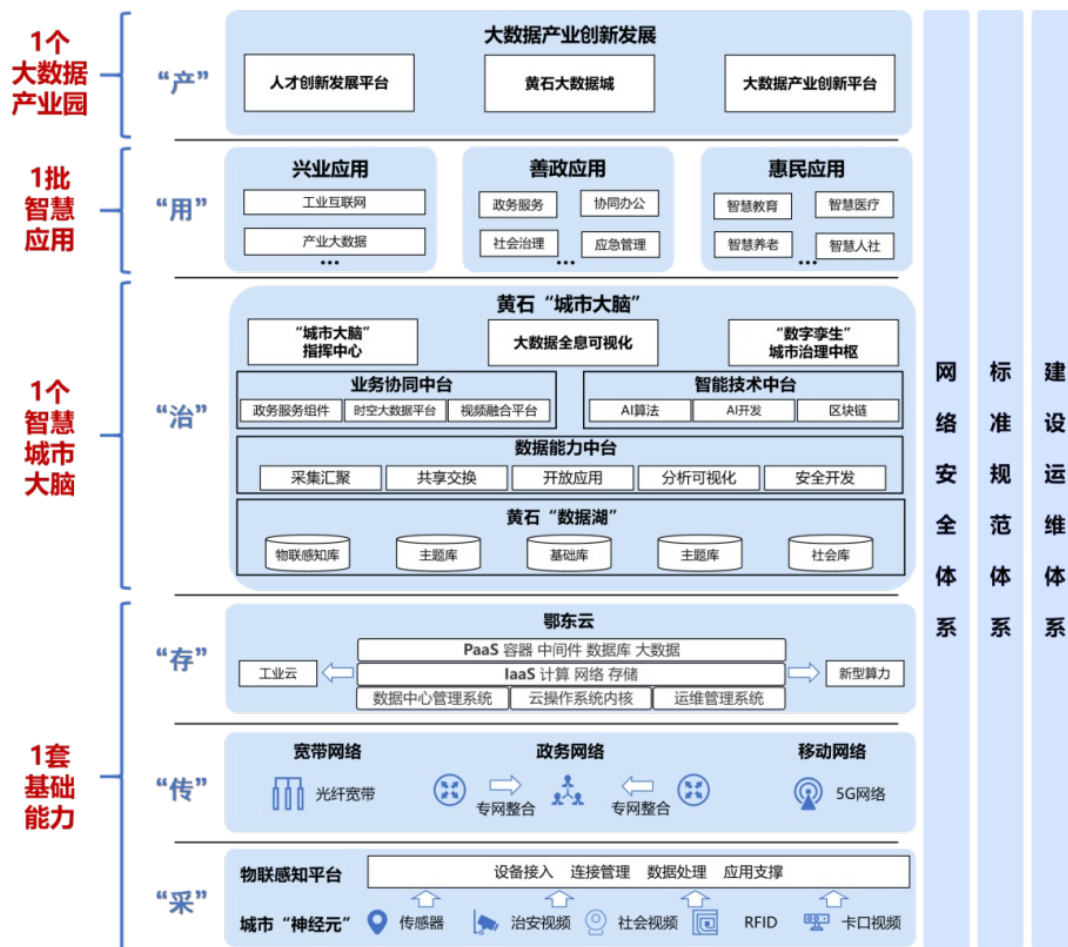 1个
大数据
产业园
“产”
大数据产业创新发展
人才创新发展平台
黄石大数据城
大数据产业创新平台
1批
智慧
应用
“用”
兴业应用
工业互联网
产业大数据
...
善政应用
政务服务
协同办公
社会治理
应急管理
...
惠民应用
智慧教育
智慧医疗
智慧养老
智慧人社
...
1个
智慧
城市
大脑
“治”
黄石“城市大脑”
“城市大脑”
指挥中心
大数据全息可视化
“数字孪生”
城市治理中枢
业务协同中台
政务服务组件
时空大数据平台
视频融合平台
智能技术中台
AI算法
AI开发
区块链
数据能力中台
采集汇聚
共享交换
开放应用
分析可视化
安全开发
黄石“数据湖”
物联感知库
主题库
基础库
主题库
社会库
1套
基础
能力
“存”
鄂东云
PaaS 容器 中间件 数据库 大数据
工业云
IaaS 计算 网络 存储
新型算力
数据中心管理系统
云操作系统内核
运维管理系统
“传”
宽带网络
光纤宽带
政务网络
专网整合
专网整合
移动网络
5G网络
“采”
物联感知平台
设备接入 连接管理 数据处理 应用支撑
城市“神经元”
传感器
治安视频
社会视频
RFID
卡口视频
网络安全体系
标准规范体系
建设运维体系